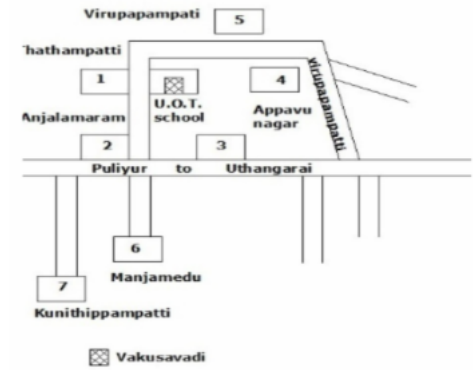 Virupapampati
5
Thathampatti
1
U.O.T.
school
4
Appavu
nagar
virupapampatti
Anjalamaram
2
3
Puliyur to Uthangarai
6
Manjamedu
7
Kunithippampatti
Vakusavadi